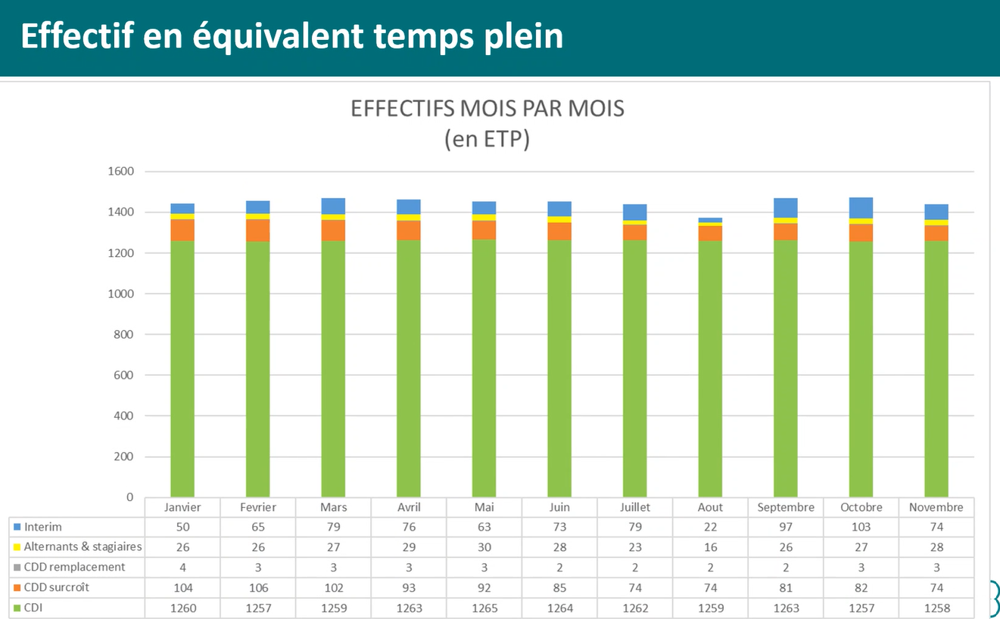 Effectif en équivalent temps plein
EFFECTIFS MOIS PAR MOIS
(en ETP)
1600
1400
1200
1000
800
600
400
200
0
Janvier Fevrier Mars Avril Mai Juin Juillet Aout Septembre Octobre Novembre
Interim 50 65 79 76 63 73 79 22 97 103 74
Alternants & stagiaires 26 26 27 29 30 28 23 16 26 27 28
CDD remplacement 4 3 3 3 3 2 2 2 2 3 3
CDD surcroît 104 106 102 93 92 85 74 74 81 82 74
CDI 1260 1257 1259 1263 1265 1264 1262 1259 1263 1257 1258